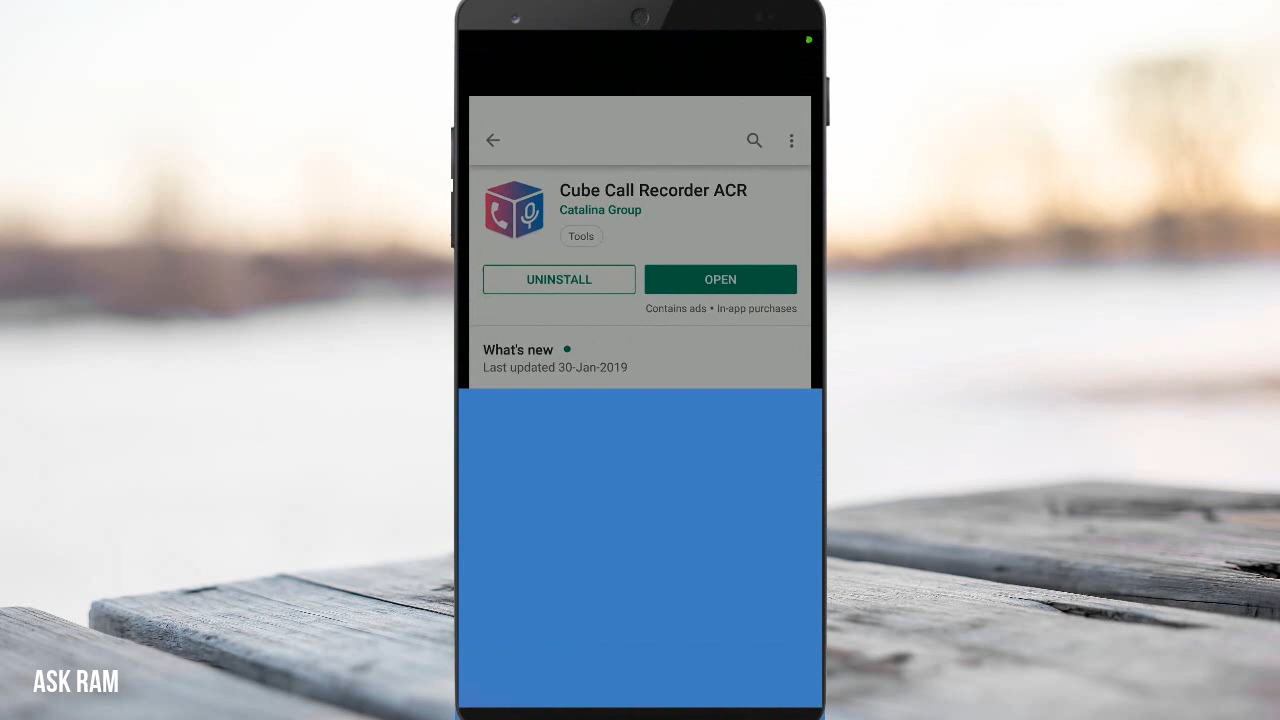 Cube Call Recorder ACR
Catalina Group
Tools
UNINSTALL
OPEN
Contains ads • In-app purchases
What's new
Last updated 30-Jan-2019
ASK RAM